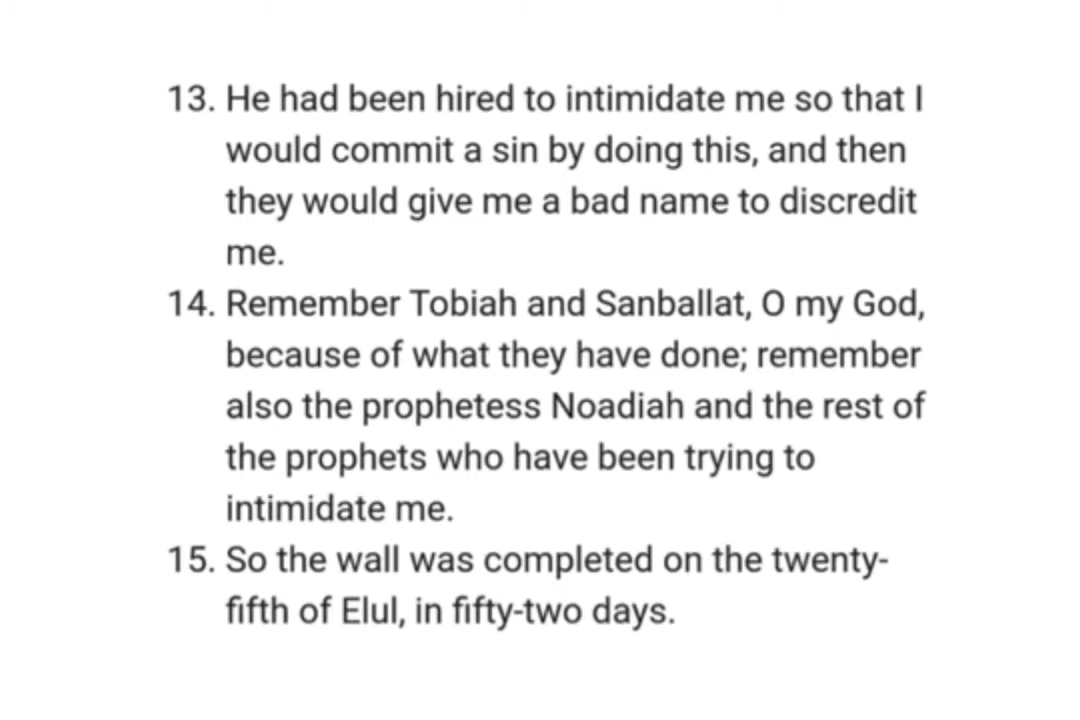 13. He had been hired to intimidate me so that I
would commit a sin by doing this, and then
they would give me a bad name to discredit
me.
14. Remember Tobiah and Sanballat, O my God,
because of what they have done; remember
also the prophetess Noadiah and the rest of
the prophets who have been trying to
intimidate me.
15. So the wall was completed on the twenty-
fifth of Elul, in fifty-two days.